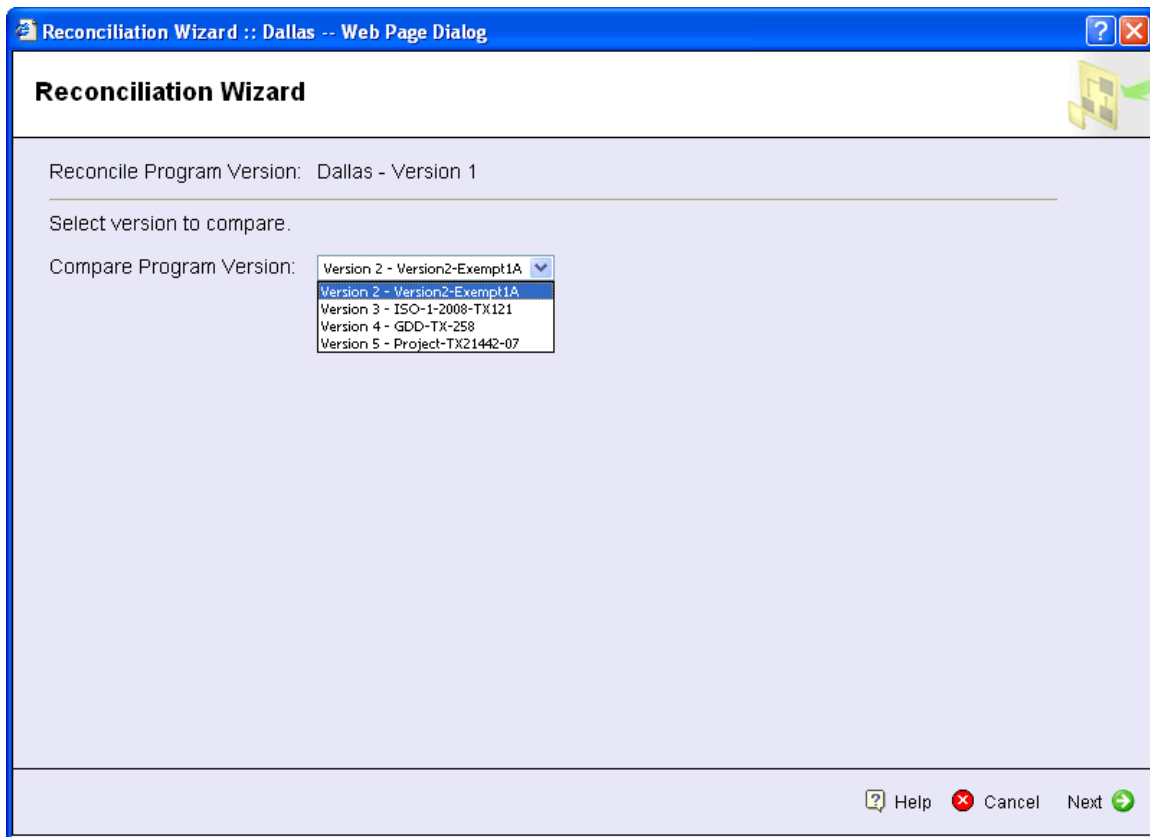 Reconciliation Wizard :: Dallas -- Web Page Dialog
Reconciliation Wizard
Reconcile Program Version: Dallas - Version 1
Select version to compare.
Compare Program Version: Version 2 - Version2-Exempt1A
Version 2 - Version2-Exempt1A
Version 3 - ISO-1-2008-TX121
Version 4 - GDD-TX-258
Version 5 - Project-TX21442-07
Help Cancel Next